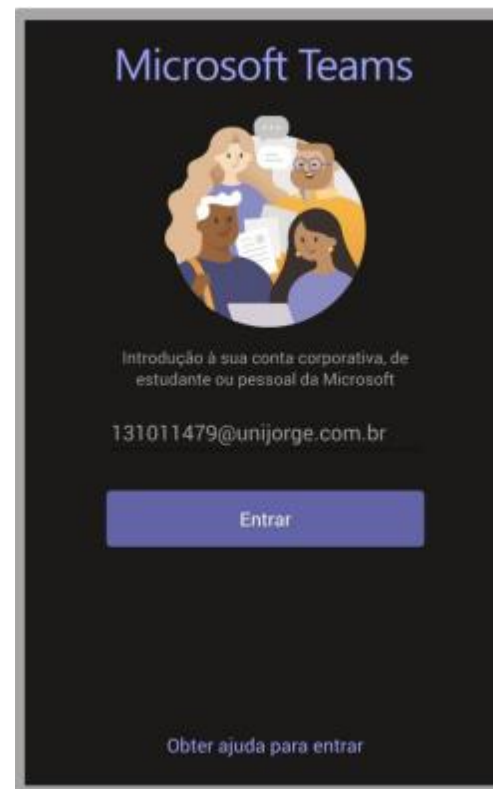 Microsoft Teams
Introdução à sua conta corporativa, de
estudante ou pessoal da Microsoft
131011479@unijorge.com.br
Entrar
Obter ajuda para entrar